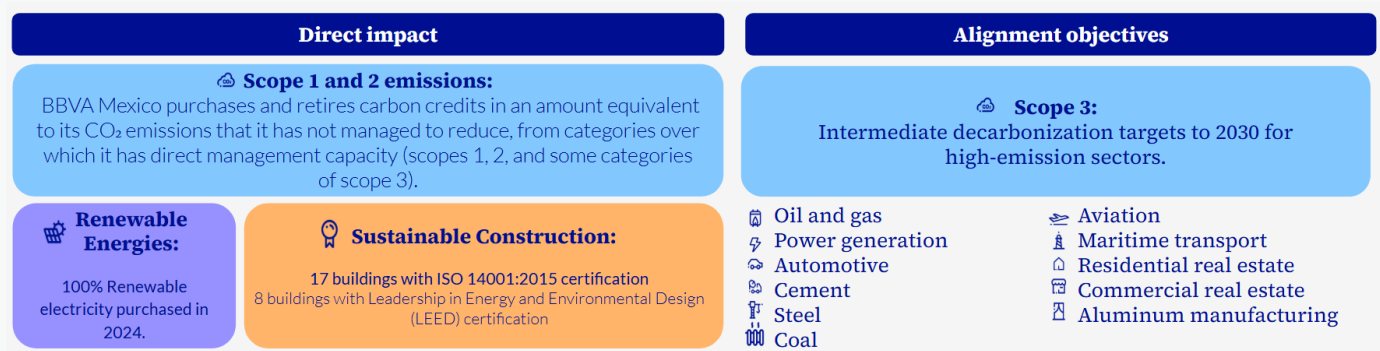 Direct impact
Scope 1 and 2 emissions:
BBVA Mexico purchases and retires carbon credits in an amount equivalent
to its CO₂ emissions that it has not managed to reduce, from categories over
which it has direct management capacity (scopes 1, 2, and some categories
of scope 3).
Renewable
Energies:
100% Renewable
electricity purchased in
2024.
Sustainable Construction:
17 buildings with ISO 14001:2015 certification
8 buildings with Leadership in Energy and Environmental Design
(LEED) certification
Alignment objectives
Scope 3:
Intermediate decarbonization targets to 2030 for
high-emission sectors.
Oil and gas
Power generation
Automotive
Cement
Steel
Coal
Aviation
Maritime transport
Residential real estate
Commercial real estate
Aluminum manufacturing